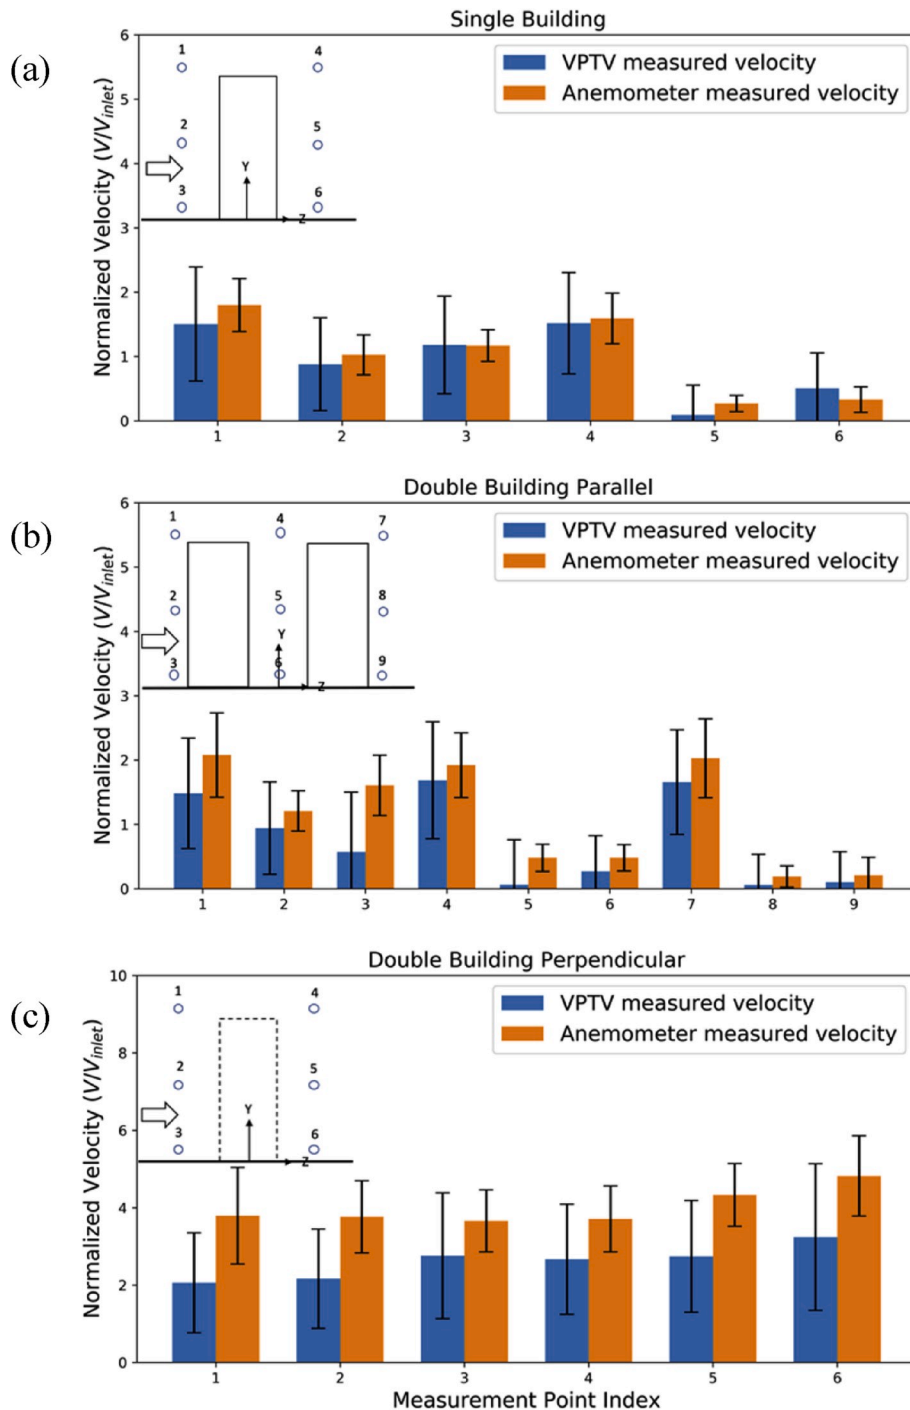 Single Building
(a)
Normalized Velocity (V/V_inlet)
6
5
4
3
2
1
0
VPTV measured velocity
Anemometer measured velocity
1
4
2
5
3
6
Y
Z
1 2 3 4 5 6
Double Building Parallel
(b)
Normalized Velocity (V/V_inlet)
6
5
4
3
2
1
0
VPTV measured velocity
Anemometer measured velocity
1 4 7
2 5 8
3 6 9
Y
Z
1 2 3 4 5 6 7 8 9
Double Building Perpendicular
(c)
Normalized Velocity (V/V_inlet)
10
8
6
4
2
0
VPTV measured velocity
Anemometer measured velocity
1 4
2 5
3 6
Y
Z
1 2 3 4 5 6
Measurement Point Index